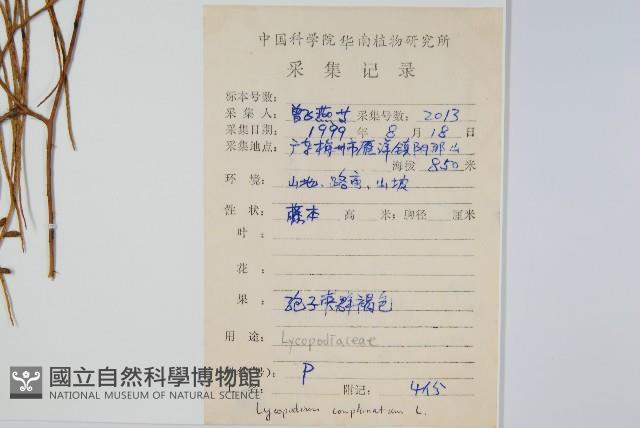 中国科学院华南植物研究所
采集记录
标本号数:
采集人: 曾飞燕 采集号数: 2013
采集日期: 1999 年 8 月 18 日
采集地点: 广东梅州市雁洋镇阴那山
海拔 850 米
环境: 山地、路旁、山坡
性状: 藤本 高 米; 胸径 厘米
叶:
花:
果: 孢子囊群褐色
用途: Lycopodiaceae
号): P
附记: 4份
Lycopodium complanatum L.
國立自然科學博物館
NATIONAL MUSEUM OF NATURAL SCIENCE